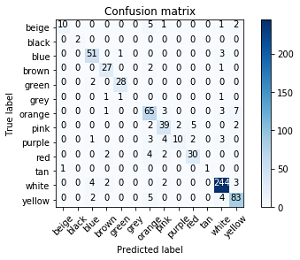 Confusion matrix
beige 10 0 0 0 0 0 5 1 0 0 0 1 2
black 0 2 0 0 0 0 0 0 0 0 0 0 0
blue 0 0 51 0 1 0 0 0 0 0 0 3 0
brown 0 0 0 27 0 0 2 0 0 0 0 1 0
green 0 0 2 0 28 0 0 0 0 0 0 0 0
grey 0 0 0 1 1 0 0 0 0 0 0 1 0
orange 0 0 0 1 0 0 65 3 0 0 0 3 7
pink 0 0 0 0 0 0 2 39 2 5 0 0 2
purple 0 0 1 0 0 0 3 4 10 2 0 3 0
red 0 0 0 2 0 0 4 2 0 30 0 0 0
tan 1 0 0 0 0 0 0 0 0 0 1 0 0
white 0 0 4 2 0 0 2 0 0 0 0 244 3
yellow 0 0 2 0 0 0 5 0 0 0 0 4 83
beige black blue brown green grey orange pink purple red tan white yellow
True label
Predicted label
200
150
100
50
0